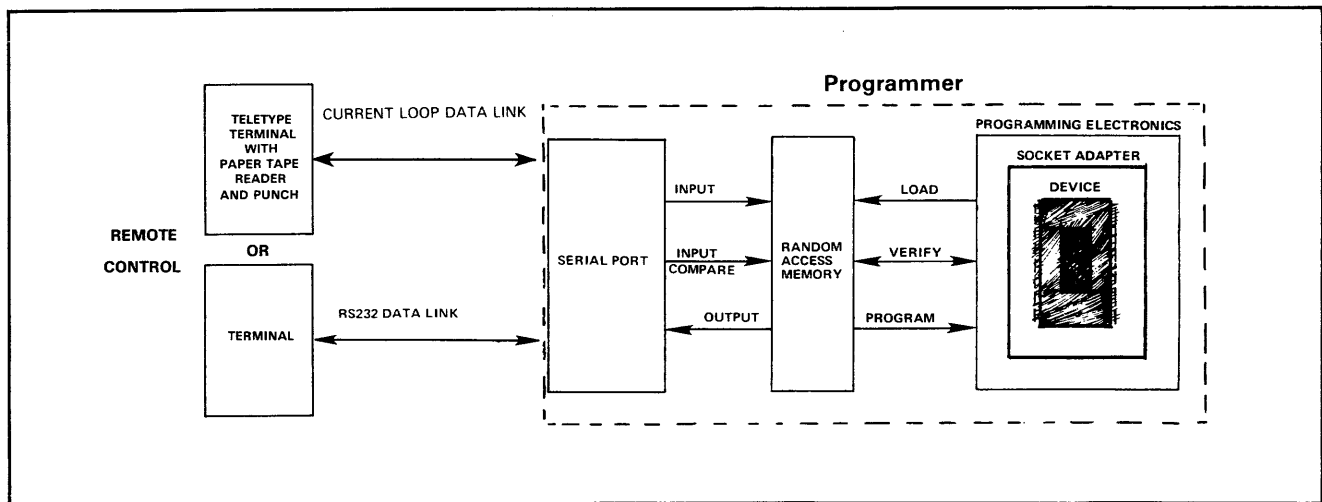 Programmer
TELETYPE
TERMINAL
WITH
PAPER TAPE
READER
AND PUNCH
CURRENT LOOP DATA LINK
REMOTE
CONTROL
OR
TERMINAL
RS232 DATA LINK
SERIAL PORT
INPUT
INPUT
COMPARE
OUTPUT
RANDOM
ACCESS
MEMORY
LOAD
VERIFY
PROGRAM
PROGRAMMING ELECTRONICS
SOCKET ADAPTER
DEVICE